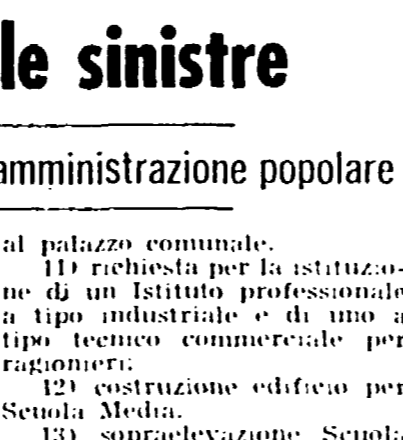 le sinistre
amministrazione popolare
al palazzo comunale.
11) richiesta per la istituzio-
ne di un Istituto professionale
a tipo industriale e di uno a
tipo tecnico commerciale per
ragionieri;
12) costruzione edificio per
Scuola Media.
13) sopraelevazione Scuola